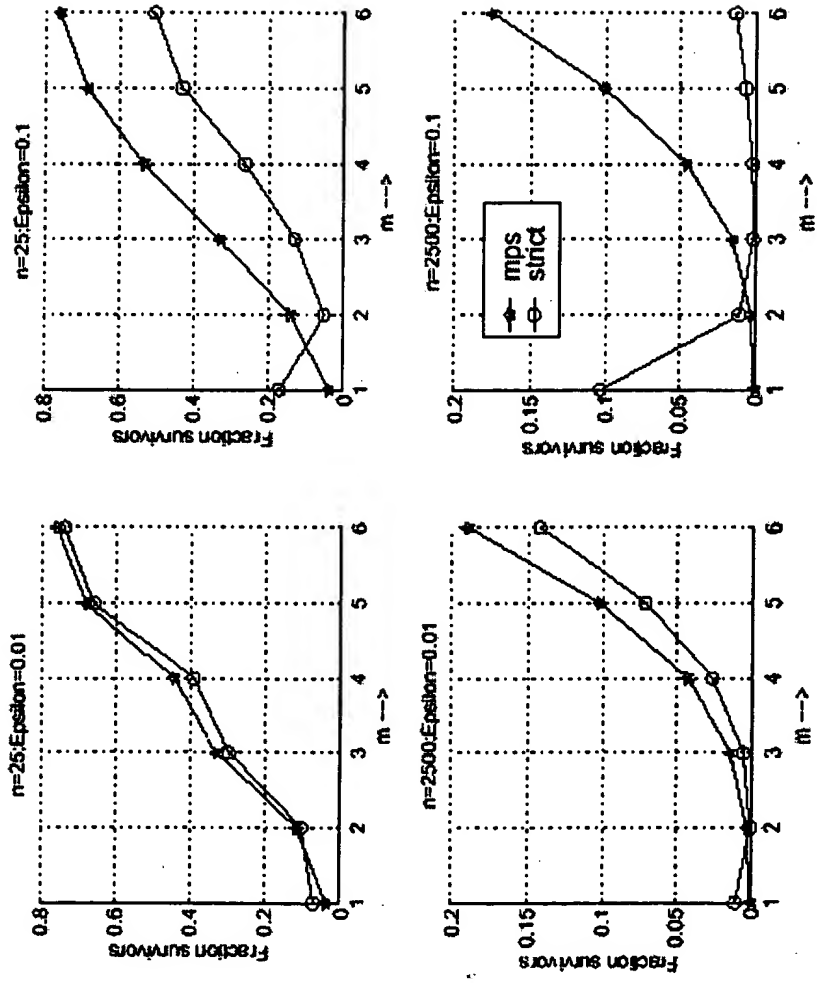 n=25:Epsilon=0.01
Fraction survivors
0.8
0.6
0.4
0.2
0
1 2 3 4 5 6
m --->
n=25:Epsilon=0.1
Fraction survivors
0.8
0.6
0.4
0.2
0
1 2 3 4 5 6
m --->
n=2500:Epsilon=0.01
Fraction survivors
0.2
0.15
0.1
0.05
0
1 2 3 4 5 6
m --->
n=2500:Epsilon=0.1
Fraction survivors
0.2
0.15
0.1
0.05
0
1 2 3 4 5 6
m --->
mps
strict